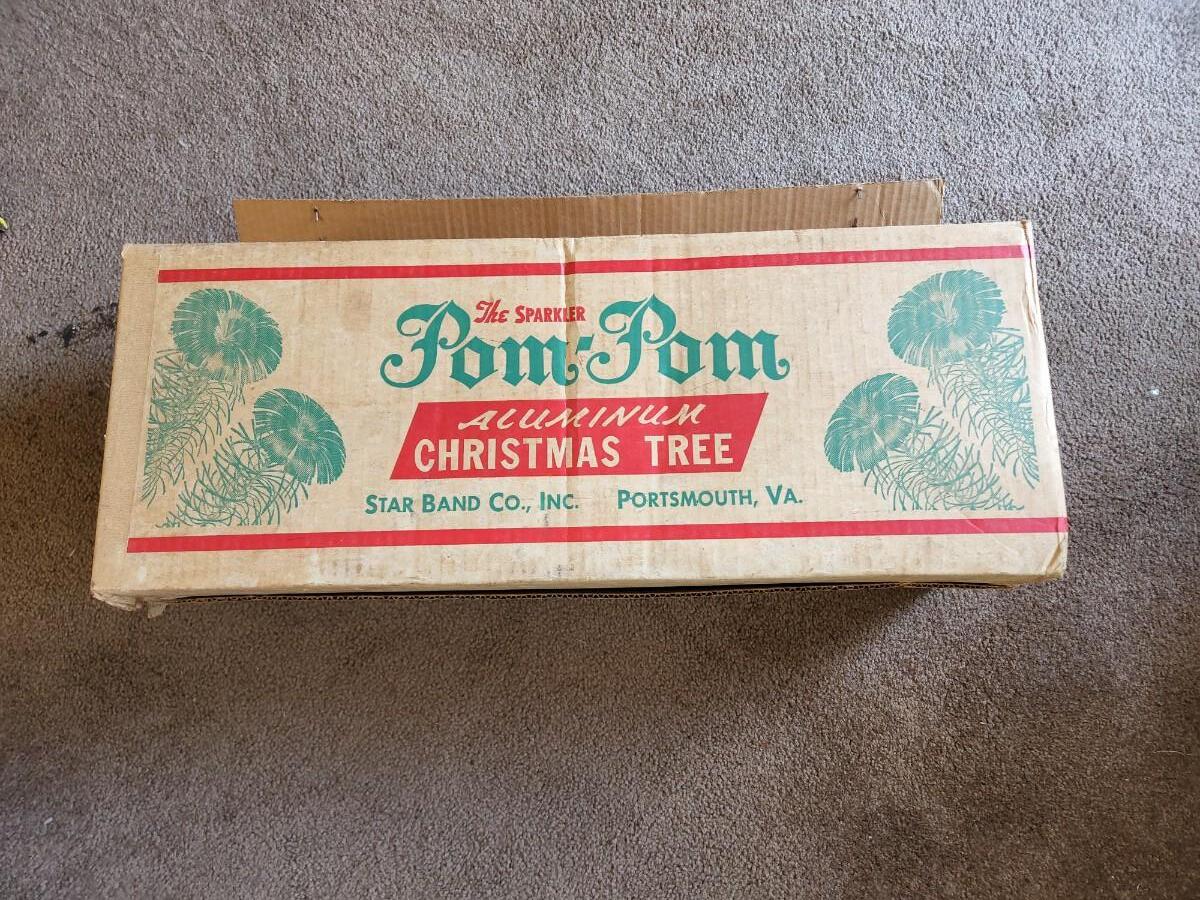 The SPARKLER
Pom-Pom
ALUMINUM
CHRISTMAS TREE
STAR BAND CO., INC. PORTSMOUTH, VA.